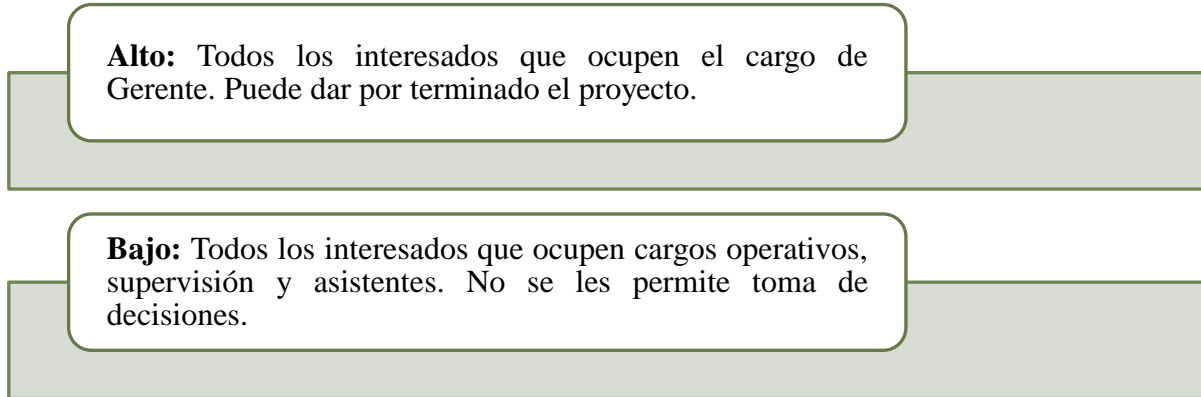 Alto: Todos los interesados que ocupen el cargo de
Gerente. Puede dar por terminado el proyecto.
Bajo: Todos los interesados que ocupen cargos operativos,
supervisión y asistentes. No se les permite toma de
decisiones.